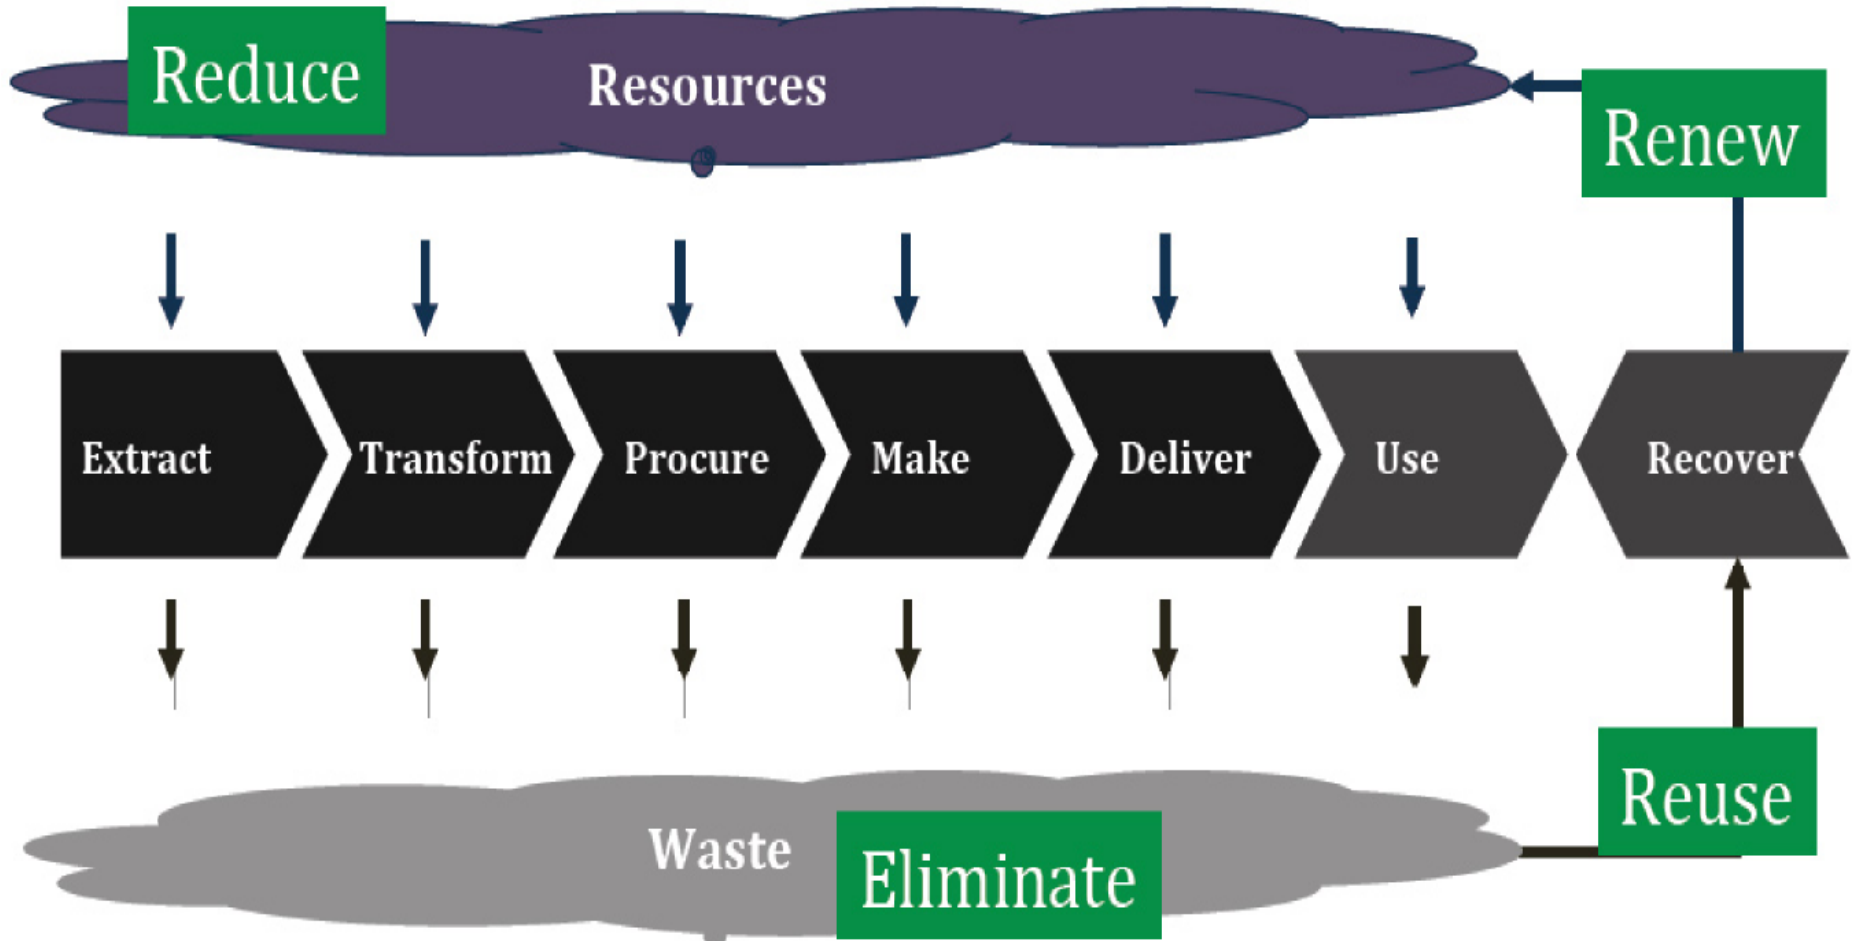 Reduce
Resources
Renew
Extract
Transform
Procure
Make
Deliver
Use
Recover
Reuse
Waste
Eliminate